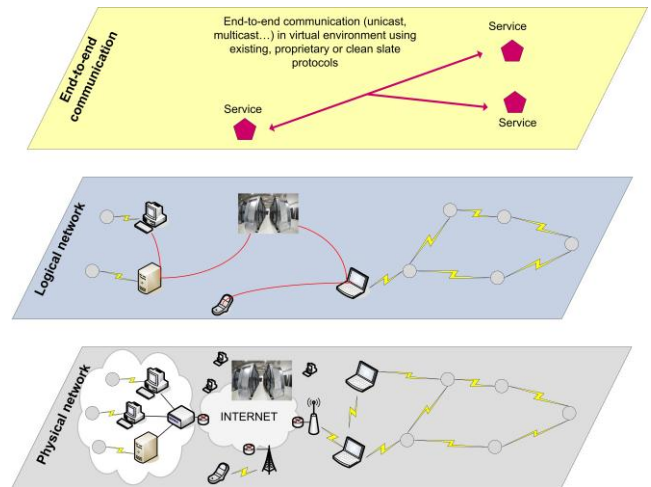 End-to-end communication (unicast,
multicast…) in virtual environment using
existing, proprietary or clean slate
protocols
End-to-end
communication
Service
Service
Service
Logical network
Physical network
INTERNET